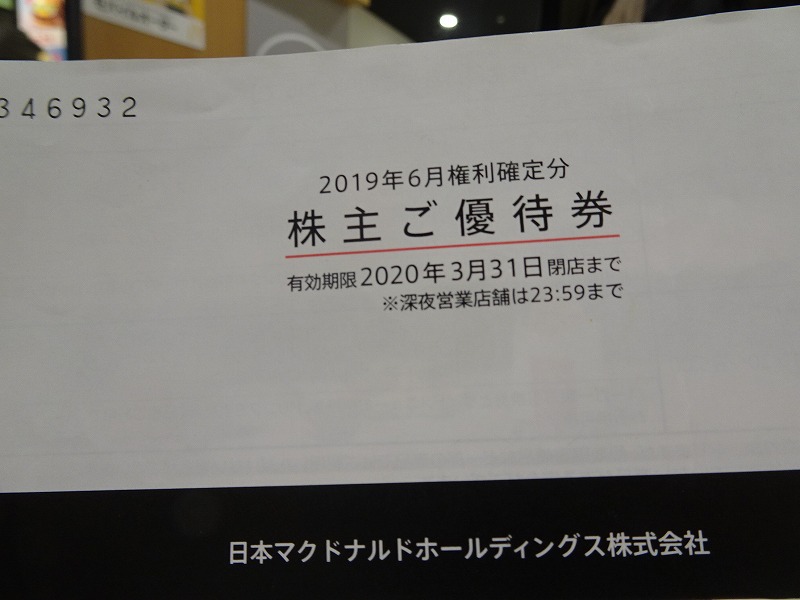 346932
2019年6月権利確定分
株主ご優待券
有効期限2020年3月31日閉店まで
※深夜営業店舗は23:59まで
日本マクドナルドホールディングス株式会社